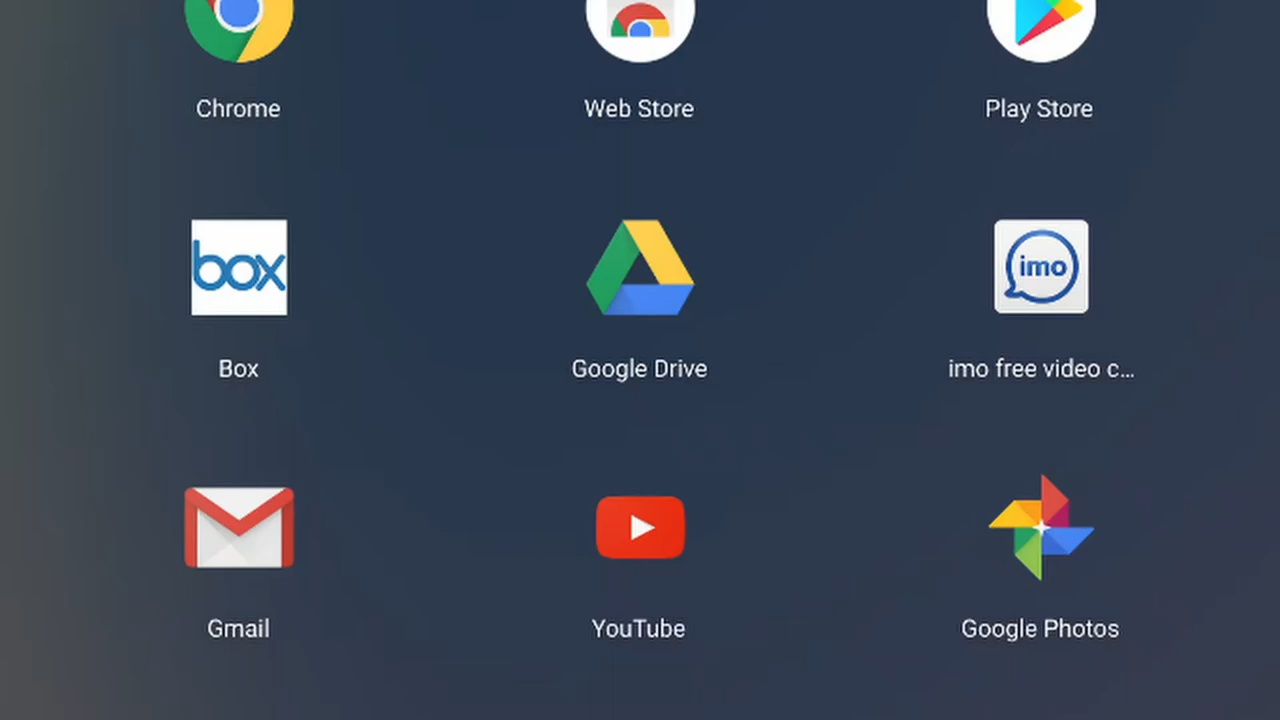 Chrome
Web Store
Play Store
box
imo
Box
Google Drive
imo free video c...
Gmail
YouTube
Google Photos